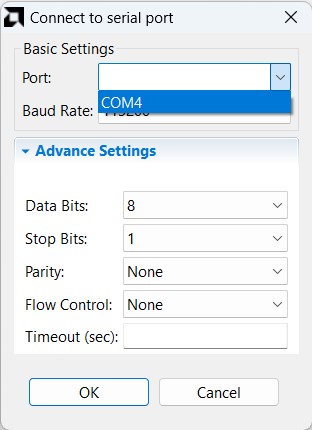 Connect to serial port
Basic Settings
Port:
COM4
Baud Rate:
Advance Settings
Data Bits: 8
Stop Bits: 1
Parity: None
Flow Control: None
Timeout (sec):
OK Cancel